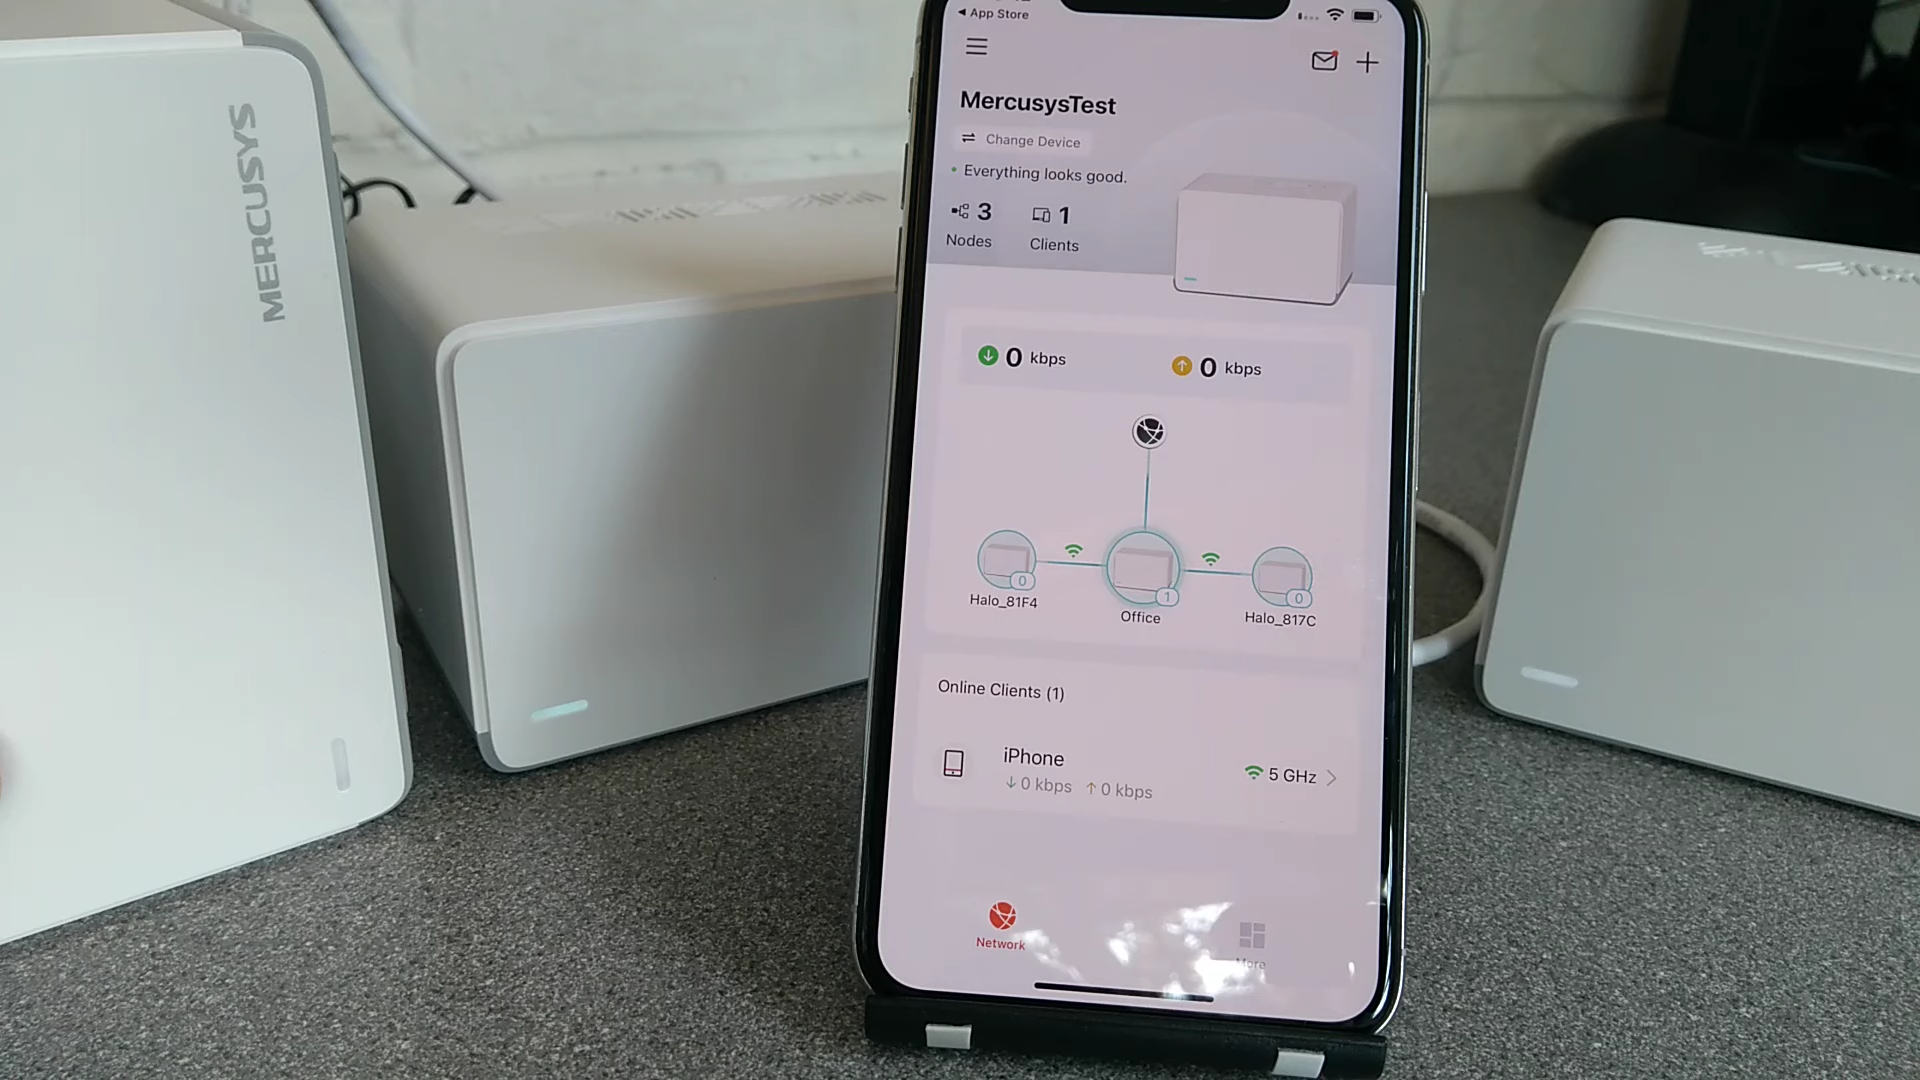 MERCUSYS
App Store
MercusysTest
Change Device
Everything looks good.
3
Nodes
1
Clients
0 kbps
0 kbps
0
Halo_81F4
1
Office
0
Halo_817C
Online Clients (1)
iPhone
0 kbps
0 kbps
5 GHz
Network
More